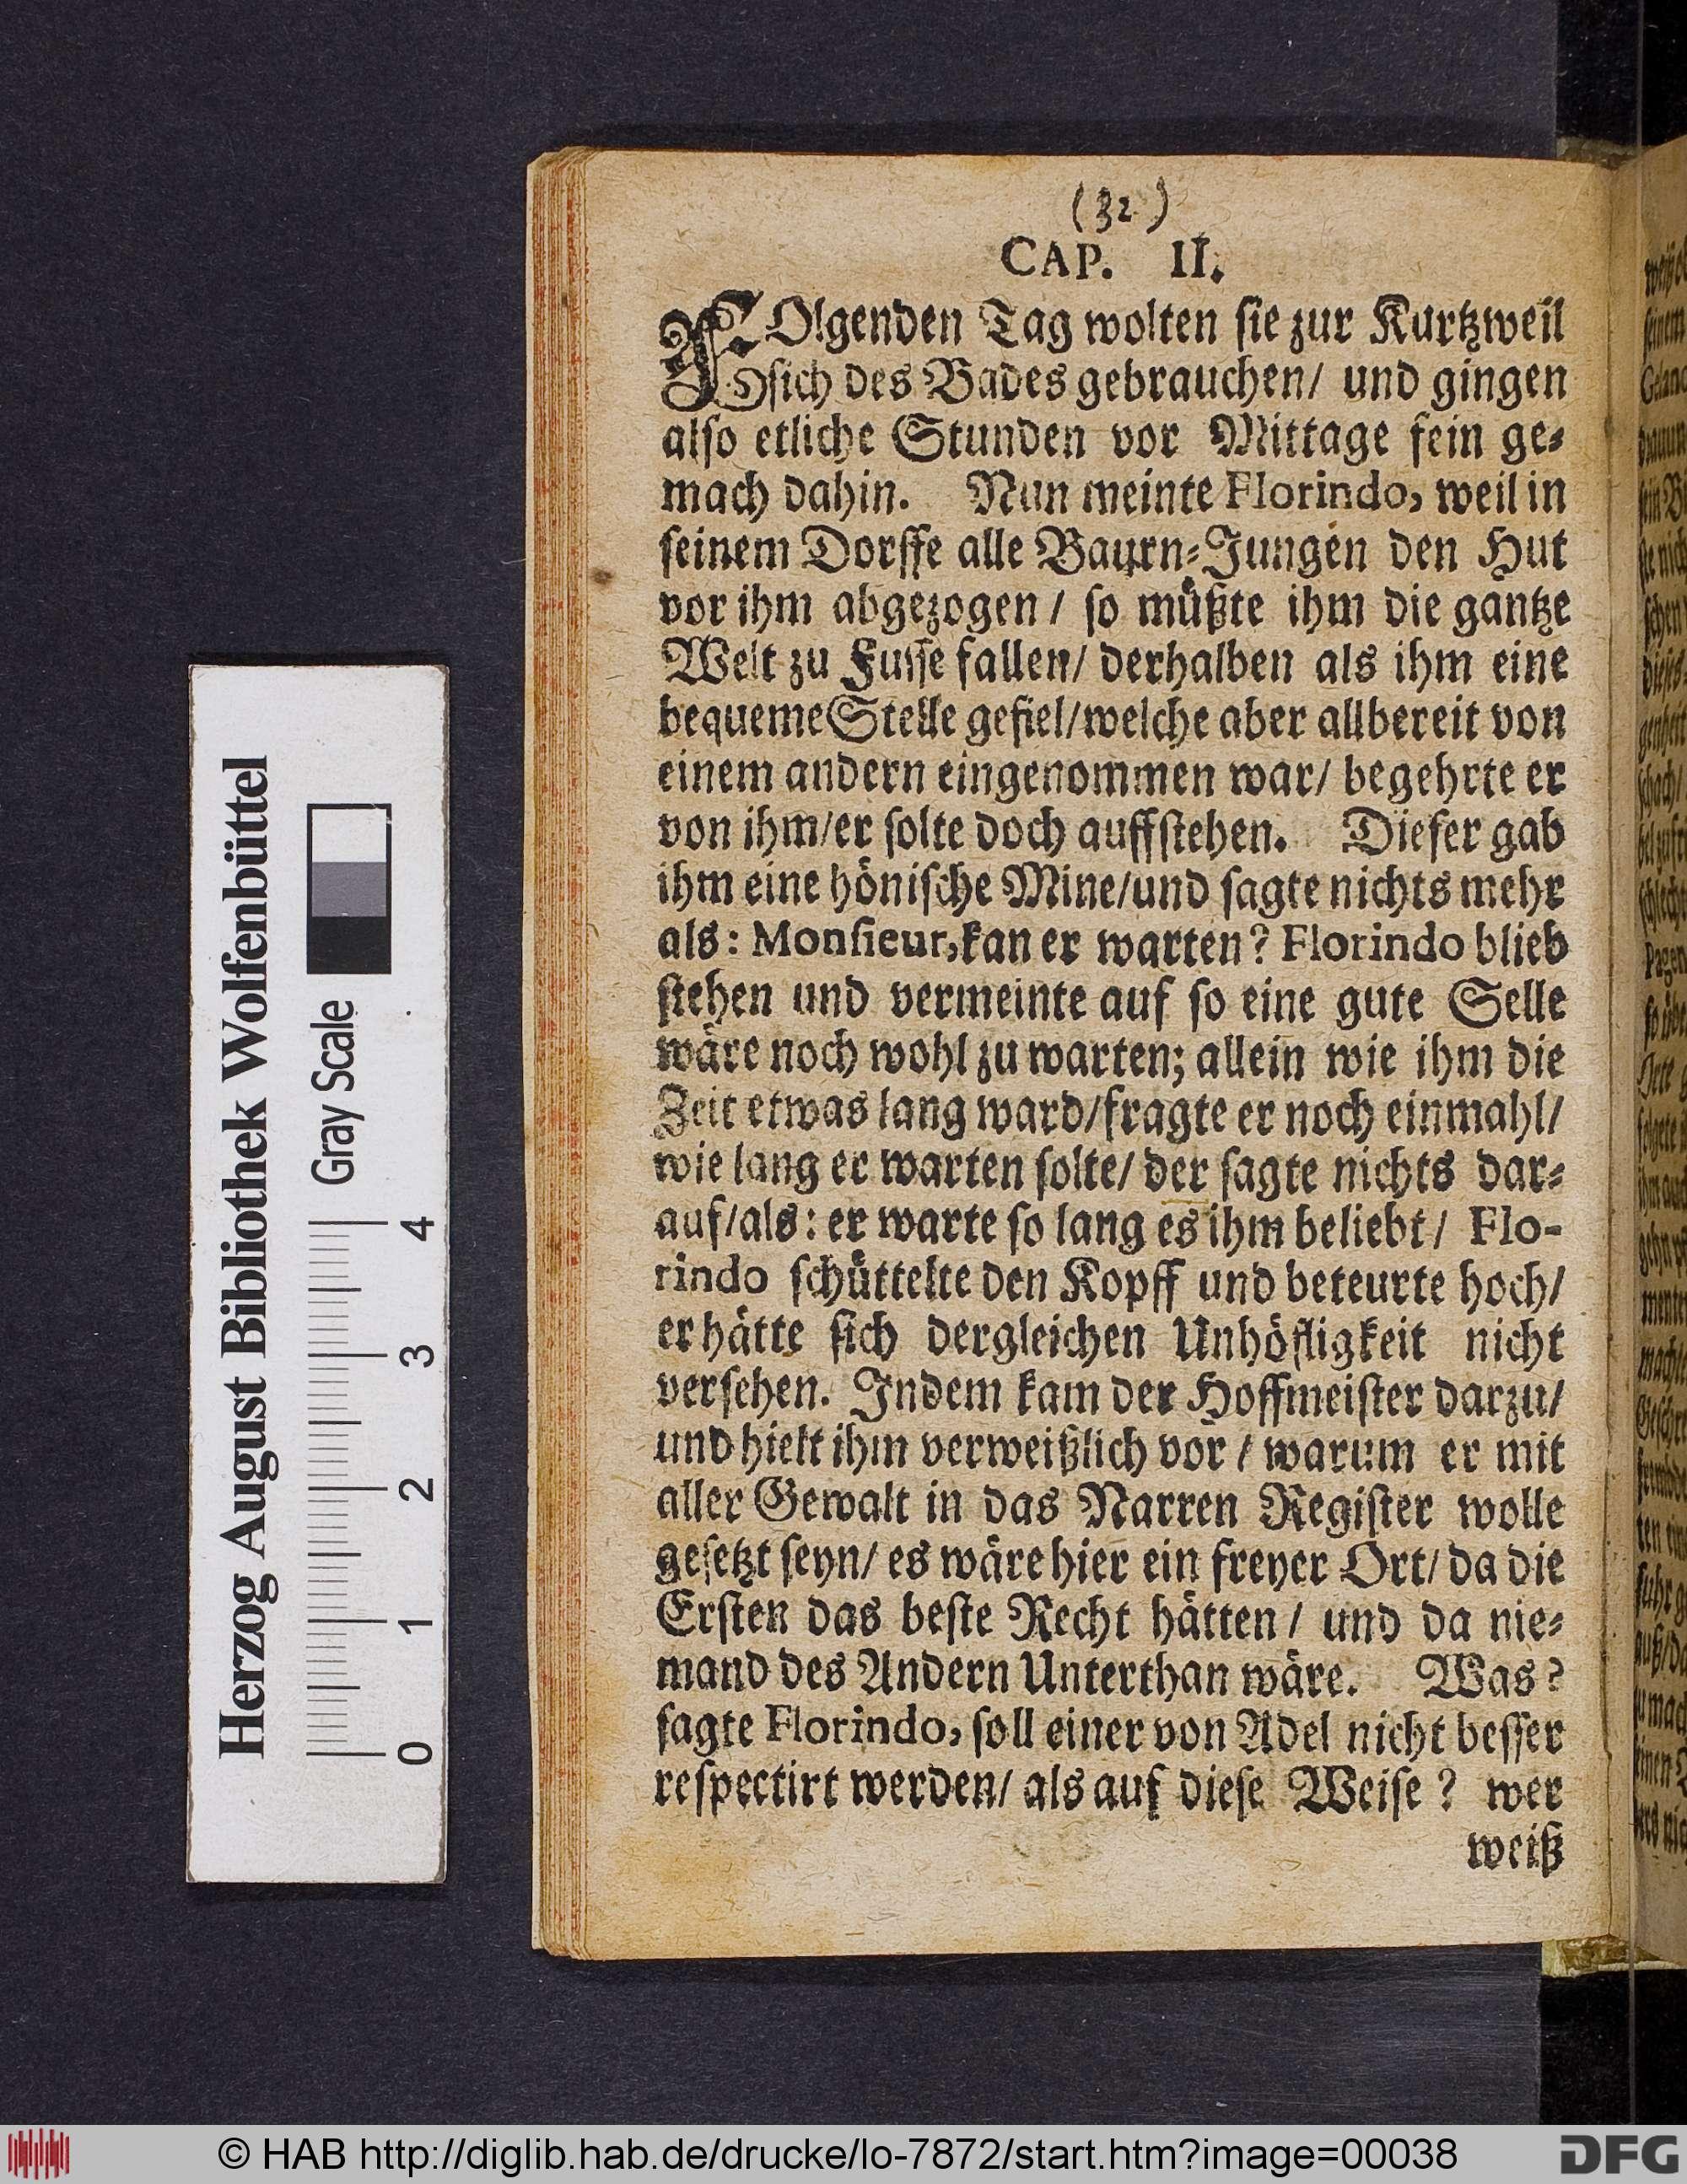 (32)
CAP. II.
FOlgenden Tag wolten ſie zur Kurtzweil
ſich des Bades gebrauchen/ und gingen
alſo etliche Stunden vor Mittage fein ge⸗
mach dahin. Nun meinte Florindo, weil in
ſeinem Dorffe alle Bauren⸗Jungen den Hut
vor ihm abgezogen / ſo müßte ihm die gantze
Welt zu Fuſſe fallen/ derhalben als ihm eine
bequeme Stelle gefiel/welche aber allbereit von
einem andern eingenommen war/ begehrte er
von ihm/er ſolte doch auffſtehen. Dieſer gab
ihm eine höniſche Mine/und ſagte nichts mehr
als: Monſieur, kan er warten? Florindo blieb
ſtehen und vermeinte auf ſo eine gute Selle
wäre noch wohl zu warten; allein wie ihm die
Zeit etwas lang ward/fragte er noch einmahl/
wie lang er warten ſolte/ der ſagte nichts dar⸗
auf/als: er warte ſo lang es ihm beliebt / Flo-
rindo ſchüttelte den Kopff und beteurte hoch/
er hätte ſich dergleichen Unhöfligkeit nicht
verſehen. Indem kam der Hoffmeiſter darzu/
und hielt ihm verweißlich vor / warum er mit
aller Gewalt in das Narren Regiſter wolle
geſetzt ſeyn/ es wäre hier ein freyer Ort/ da die
Erſten das beſte Recht hätten / und da nie⸗
mand des Andern Unterthan wäre. Was?
ſagte Florindo, ſoll einer von Adel nicht beſſer
reſpectirt werden/ als auf dieſe Weiſe? wer
weiß
Herzog August Bibliothek Wolfenbüttel
Gray Scale
0 1 2 3 4
© HAB http://diglib.hab.de/drucke/lo-7872/start.htm?image=00038
DFG